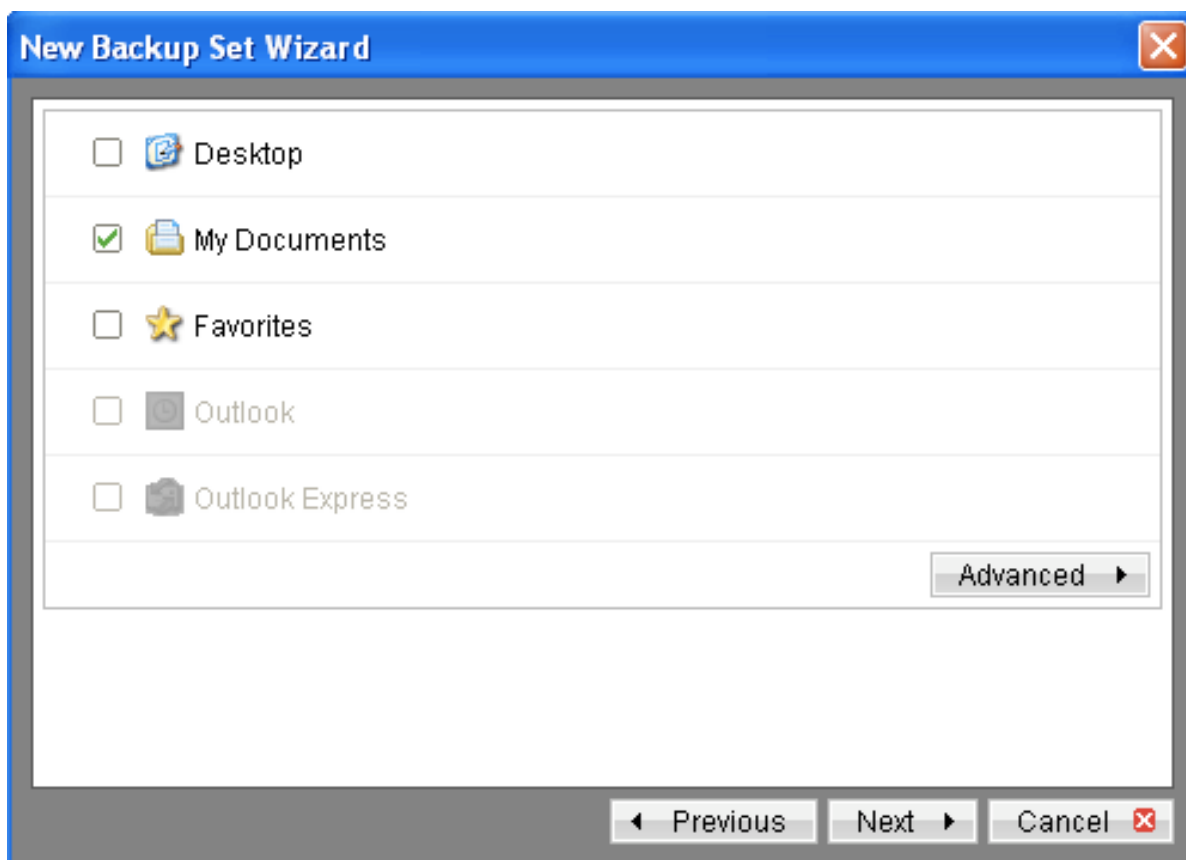 New Backup Set Wizard
Desktop
My Documents
Favorites
Outlook
Outlook Express
Advanced
Previous Next Cancel